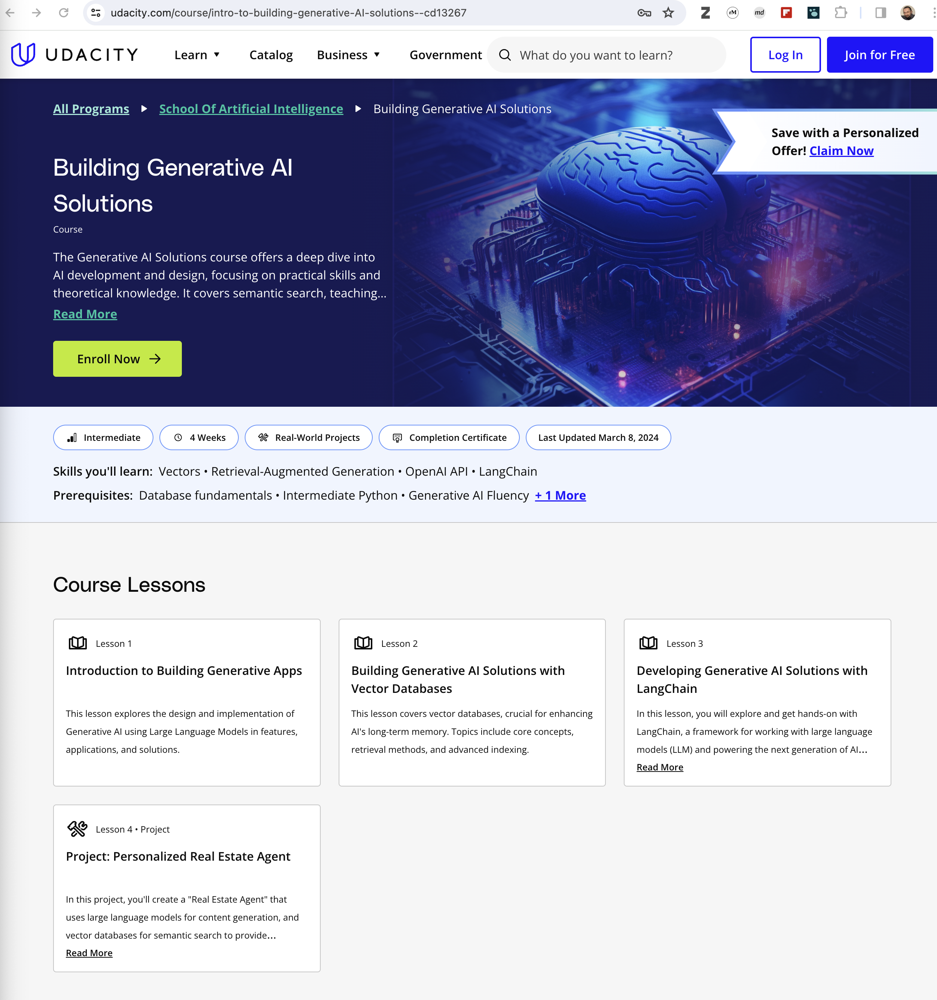 udacity.com/course/intro-to-building-generative-AI-solutions--cd13267
Z
rM
md
UDACITY
Learn ▼
Catalog
Business ▼
Government
What do you want to learn?
Log In
Join for Free
All Programs ▶ School Of Artificial Intelligence ▶ Building Generative AI Solutions
Save with a Personalized
Offer! Claim Now
Building Generative AI
Solutions
Course
The Generative AI Solutions course offers a deep dive into
AI development and design, focusing on practical skills and
theoretical knowledge. It covers semantic search, teaching...
Read More
Enroll Now →
Intermediate
4 Weeks
Real-World Projects
Completion Certificate
Last Updated March 8, 2024
Skills you'll learn: Vectors • Retrieval-Augmented Generation • OpenAI API • LangChain
Prerequisites: Database fundamentals • Intermediate Python • Generative AI Fluency + 1 More
Course Lessons
Lesson 1
Introduction to Building Generative Apps
This lesson explores the design and implementation of
Generative AI using Large Language Models in features,
applications, and solutions.
Lesson 2
Building Generative AI Solutions with
Vector Databases
This lesson covers vector databases, crucial for enhancing
AI's long-term memory. Topics include core concepts,
retrieval methods, and advanced indexing.
Lesson 3
Developing Generative AI Solutions with
LangChain
In this lesson, you will explore and get hands-on with
LangChain, a framework for working with large language
models (LLM) and powering the next generation of AI...
Read More
Lesson 4 • Project
Project: Personalized Real Estate Agent
In this project, you'll create a "Real Estate Agent" that
uses large language models for content generation, and
vector databases for semantic search to provide...
Read More